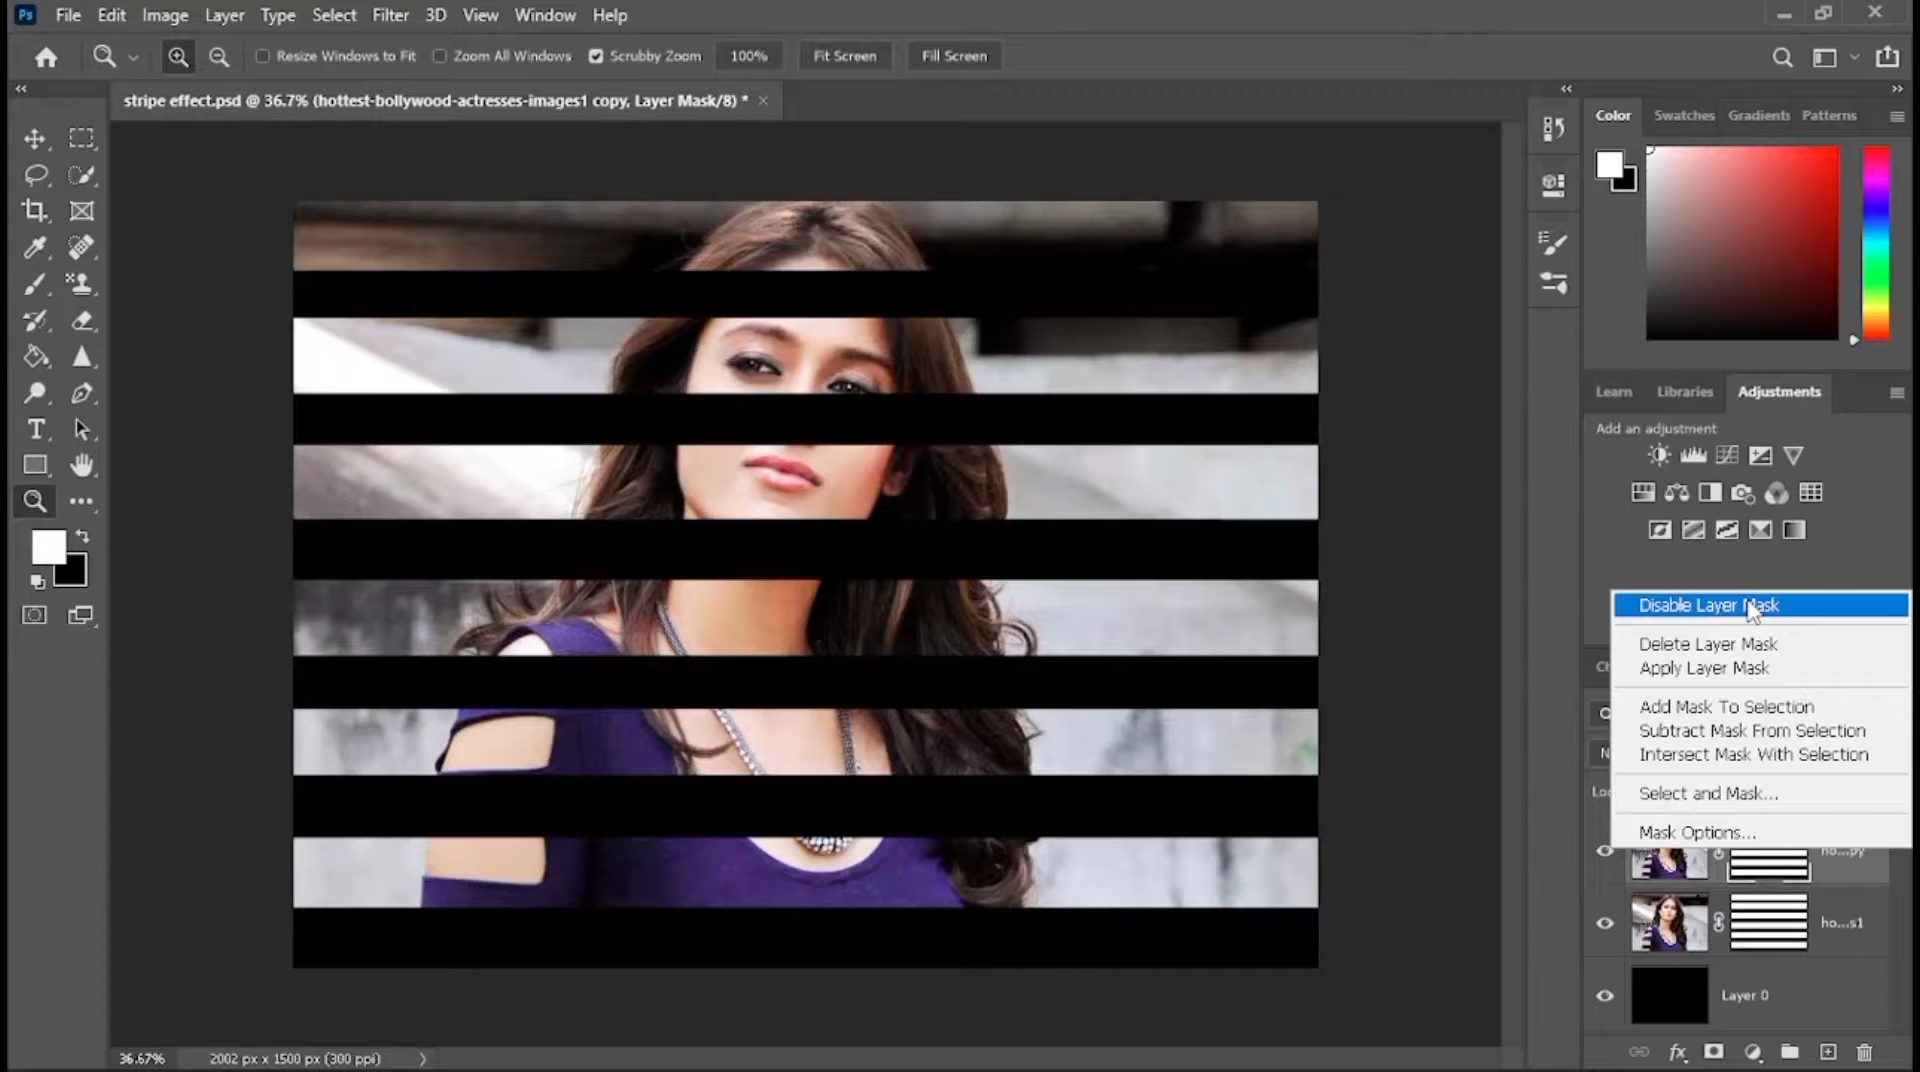 Ps File Edit Image Layer Type Select Filter 3D View Window Help
Resize Windows to Fit Zoom All Windows Scrubby Zoom 100% Fit Screen Fill Screen
stripe effect.psd @ 36.7% (hottest-bollywood-actresses-images1 copy, Layer Mask/8) *
Color Swatches Gradients Patterns
Learn Libraries Adjustments
Add an adjustment
Disable Layer Mask
Delete Layer Mask
Apply Layer Mask
Add Mask To Selection
Subtract Mask From Selection
Intersect Mask With Selection
Select and Mask...
Mask Options...
ho...py
ho...s1
Layer 0
fx
36.67% 2002 px x 1500 px (300 ppi)